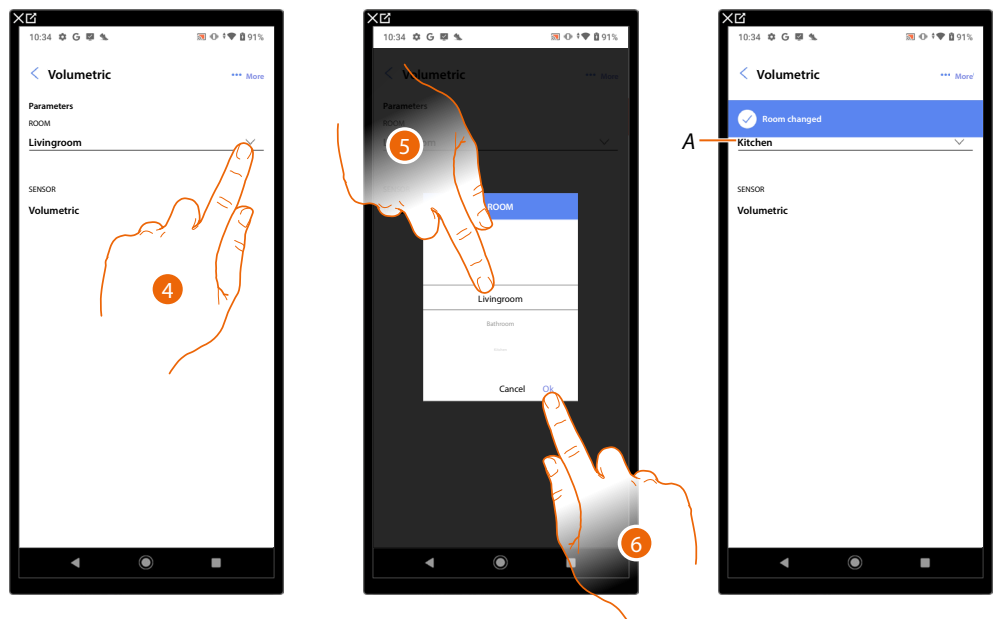 10:34 G 91%
Volumetric
••• More
Parameters
ROOM
Livingroom
SENSOR
Volumetric
4
10:34 G 91%
Volumetric
••• More
Parameters
ROOM
5
ROOM
Livingroom
Bathroom
Cancel Ok
6
10:34 G 91%
Volumetric
••• More
Room changed
A
Kitchen
SENSOR
Volumetric